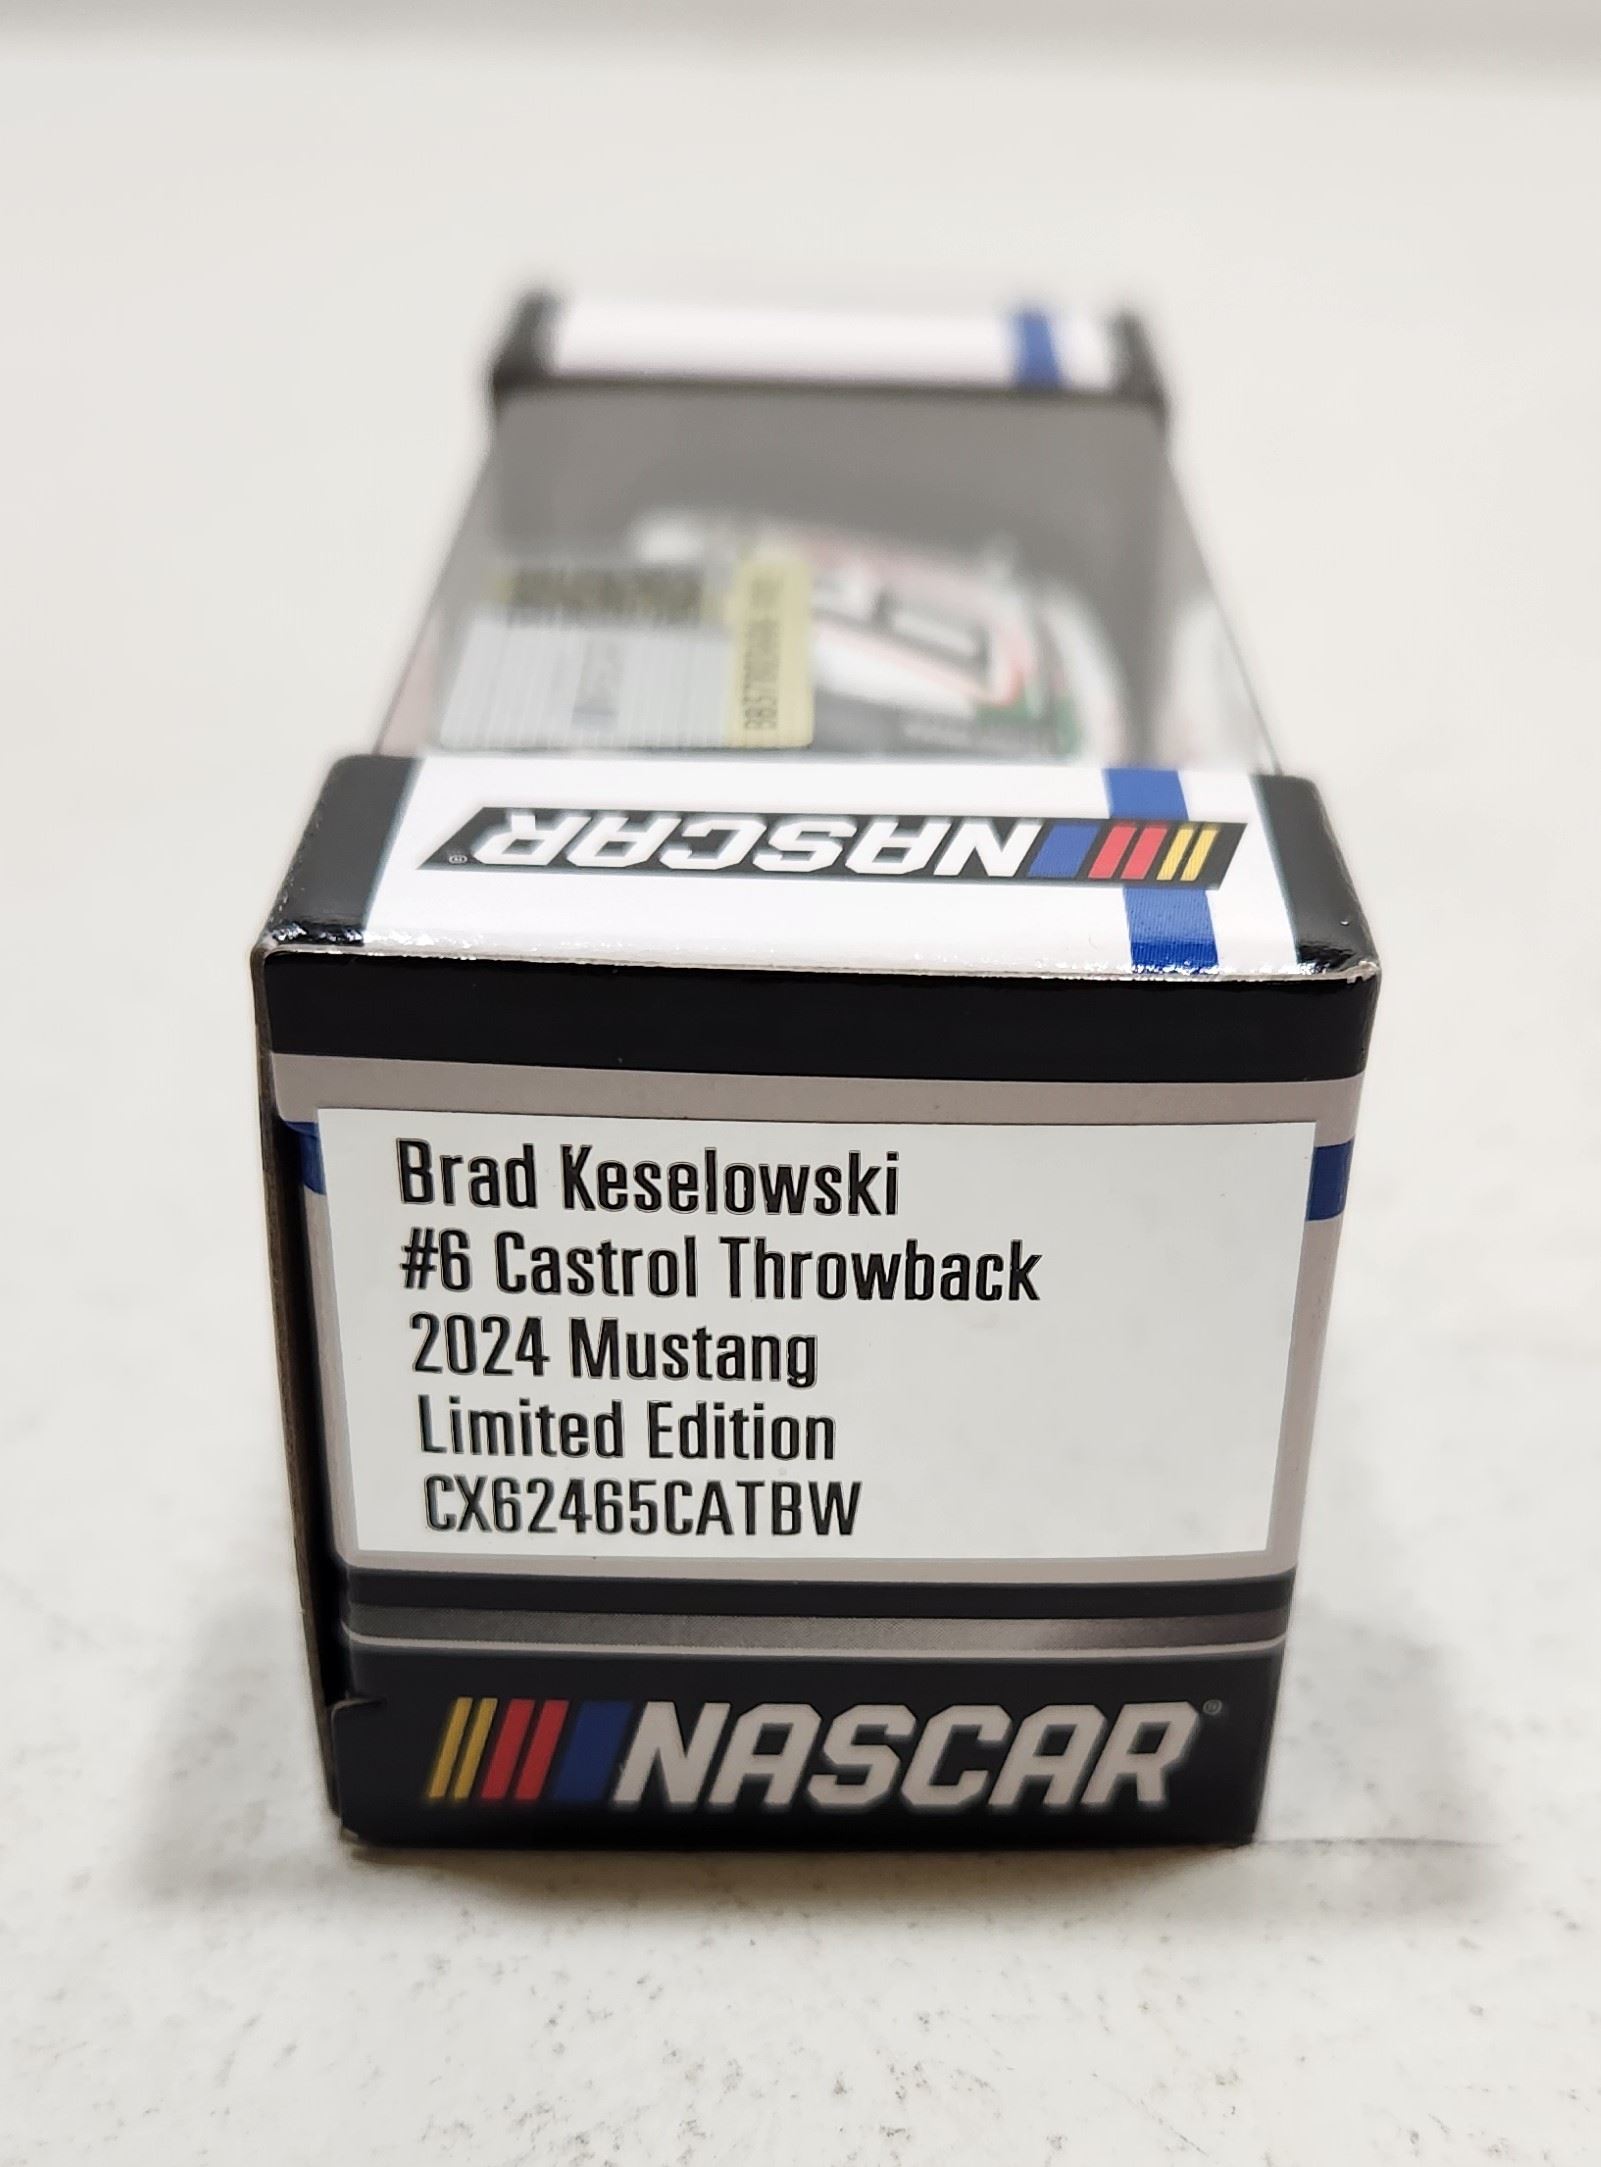 NASCAR®
Brad Keselowski
#6 Castrol Throwback
2024 Mustang
Limited Edition
CX62465CATBW
NASCAR®